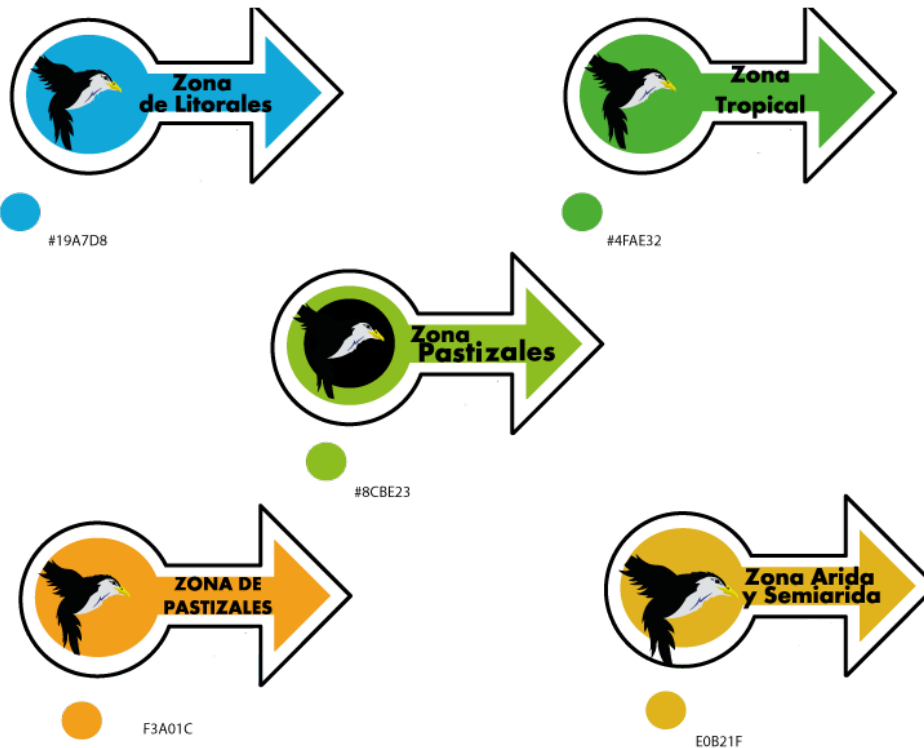 Zona
de Litorales
#19A7D8
Zona
Tropical
#4FAE32
Zona
Pastizales
#8CBE23
ZONA DE
PASTIZALES
F3A01C
Zona Arida
y Semiarida
E0B21F